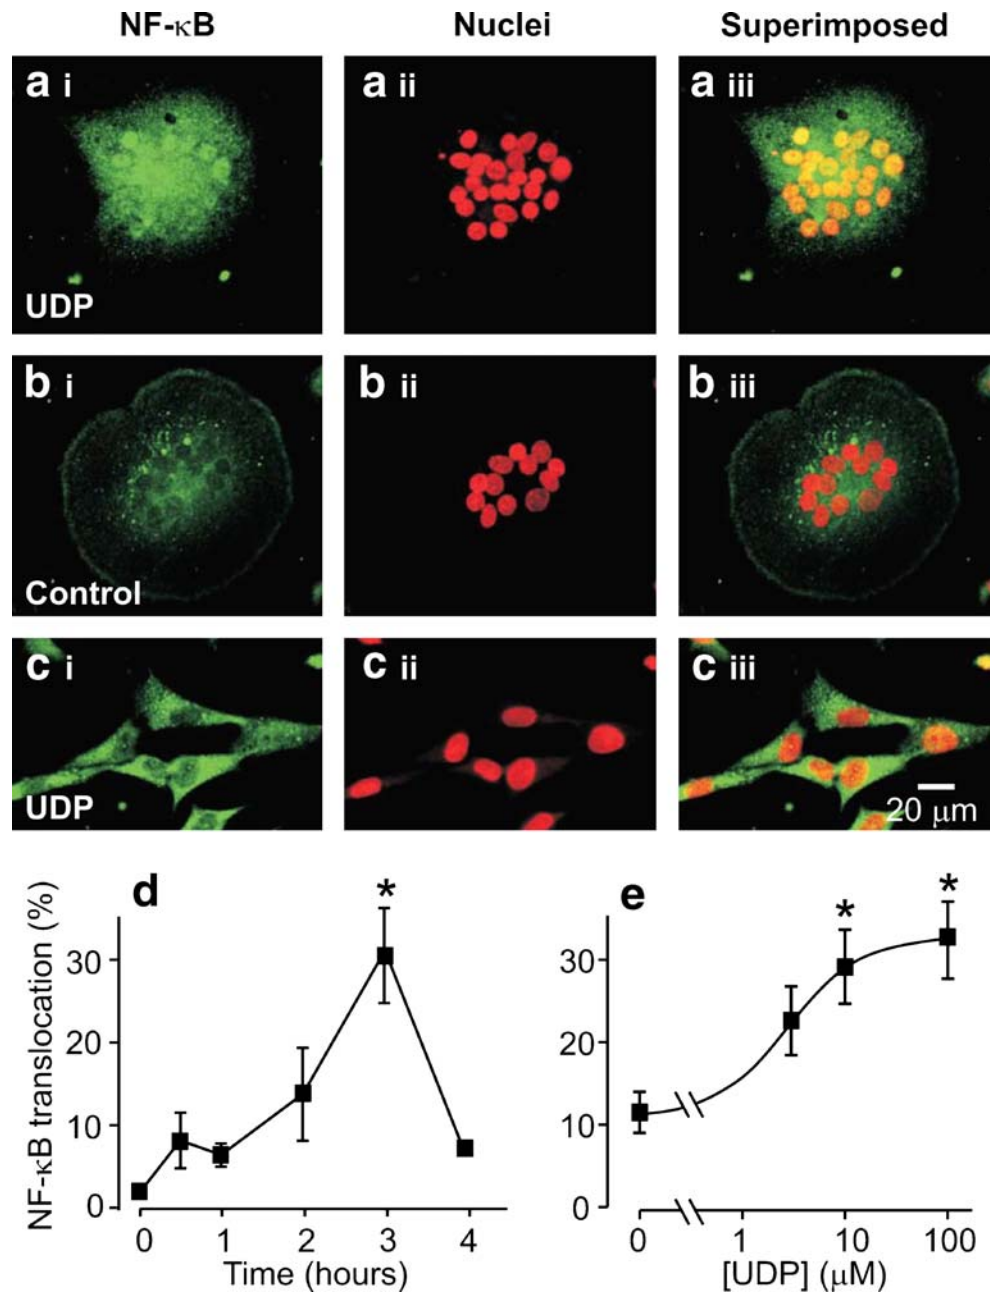 NF-κB Nuclei Superimposed
a i a ii a iii
UDP
b i b ii b iii
Control
c i c ii c iii
UDP 20 μm
d e
NF-κB translocation (%)
* * *
30 30
20 20
10 10
0 0
0 1 2 3 4 0 1 10 100
Time (hours) [UDP] (μM)